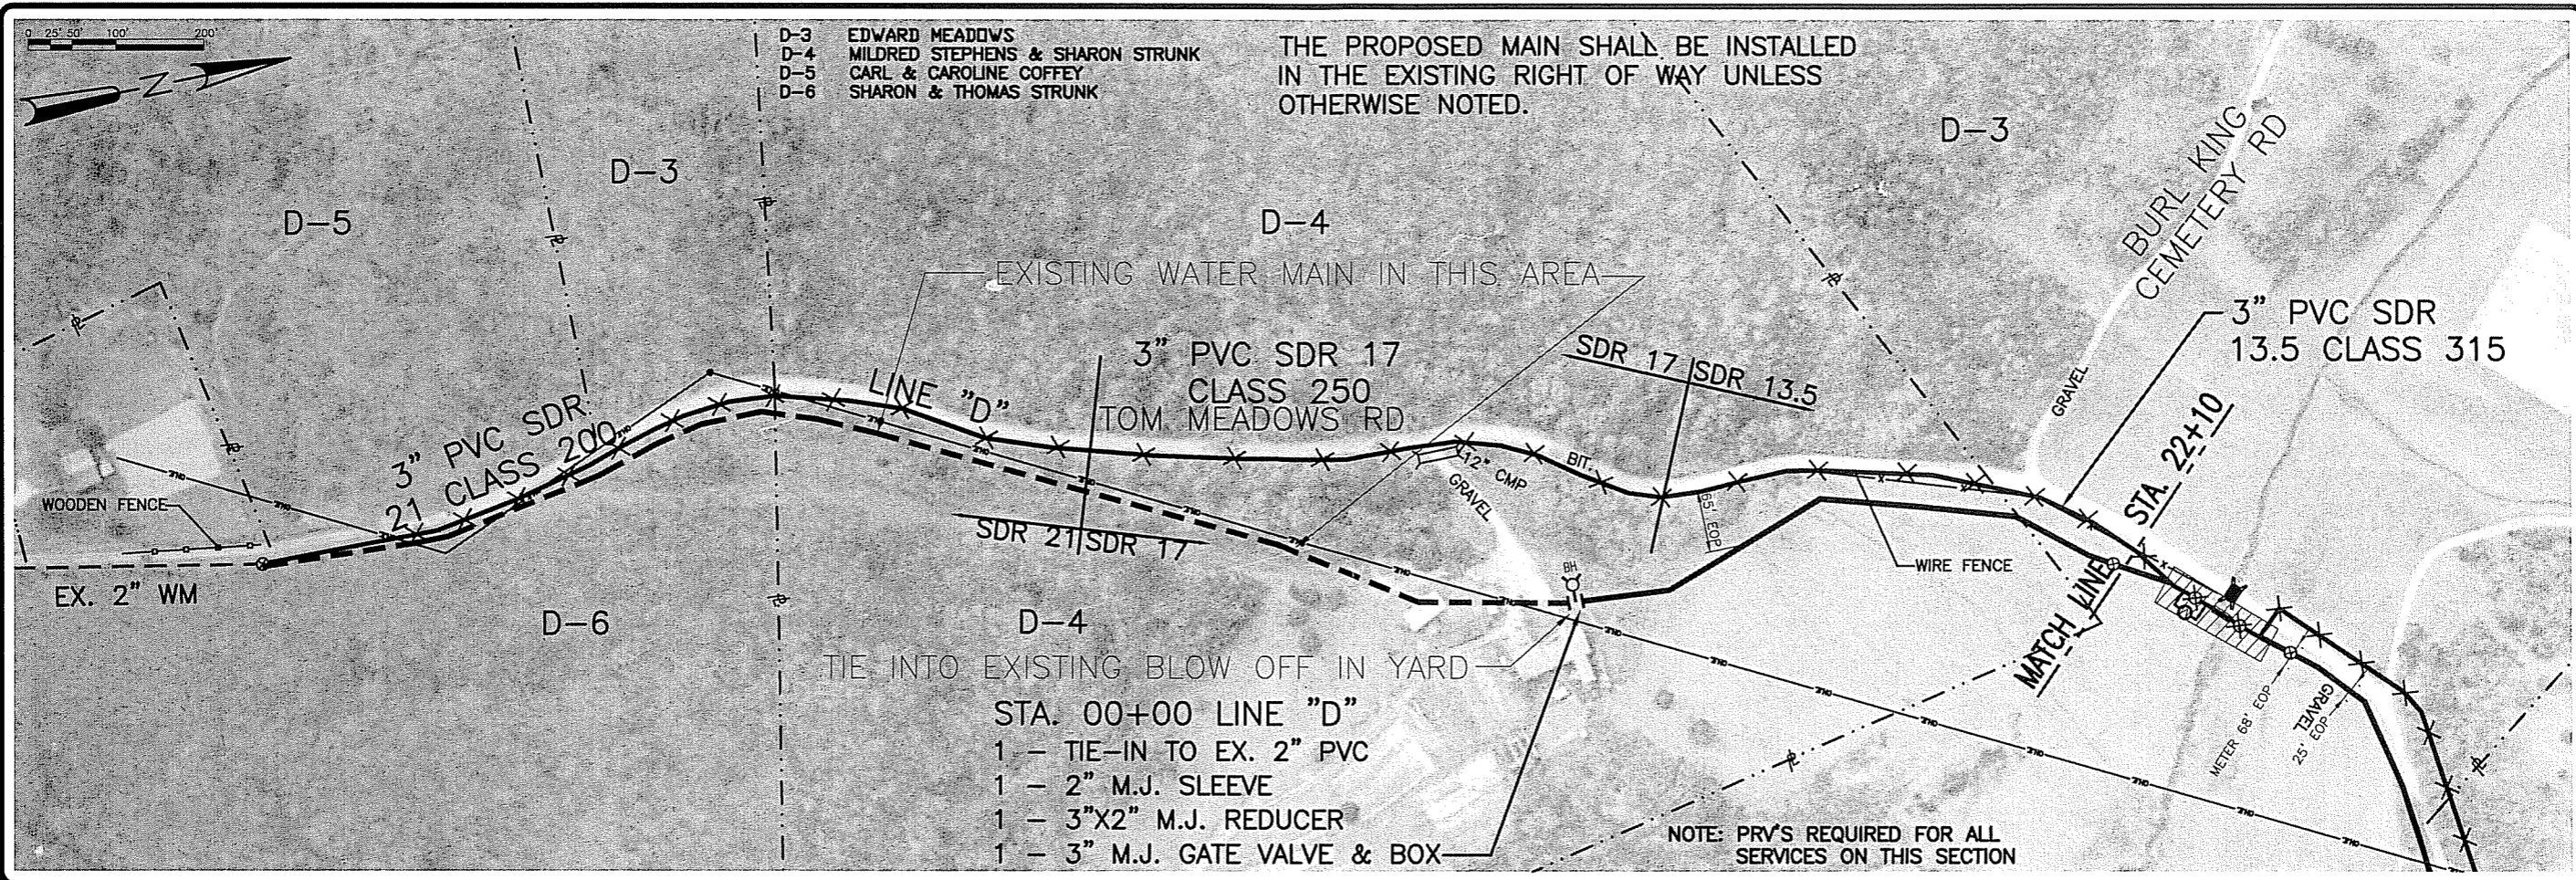 0 25' 50' 100' 200'
N
D-3 EDWARD MEADOWS
D-4 MILDRED STEPHENS & SHARON STRUNK
D-5 CARL & CAROLINE COFFEY
D-6 SHARON & THOMAS STRUNK
THE PROPOSED MAIN SHALL BE INSTALLED
IN THE EXISTING RIGHT OF WAY UNLESS
OTHERWISE NOTED.
D-3
BURL KING
CEMETERY RD
D-3
D-5
D-4
EXISTING WATER MAIN IN THIS AREA
3" PVC SDR
13.5 CLASS 315
3" PVC SDR 17
CLASS 250
TOM MEADOWS RD
SDR 17 SDR 13.5
LINE "D"
GRAVEL
3" PVC SDR
21 CLASS 200
STA. 22+10
MATCH LINE
12" CMP
BIT.
GRAVEL
65' EOP
WOODEN FENCE
SDR 21 SDR 17
WIRE FENCE
BH
EX. 2" WM
D-6
D-4
TIE INTO EXISTING BLOW OFF IN YARD
STA. 00+00 LINE "D"
1 - TIE-IN TO EX. 2" PVC
1 - 2" M.J. SLEEVE
1 - 3"X2" M.J. REDUCER
1 - 3" M.J. GATE VALVE & BOX
METER 68' EOP
25' EOP
GRAVEL
NOTE: PRV'S REQUIRED FOR ALL
SERVICES ON THIS SECTION